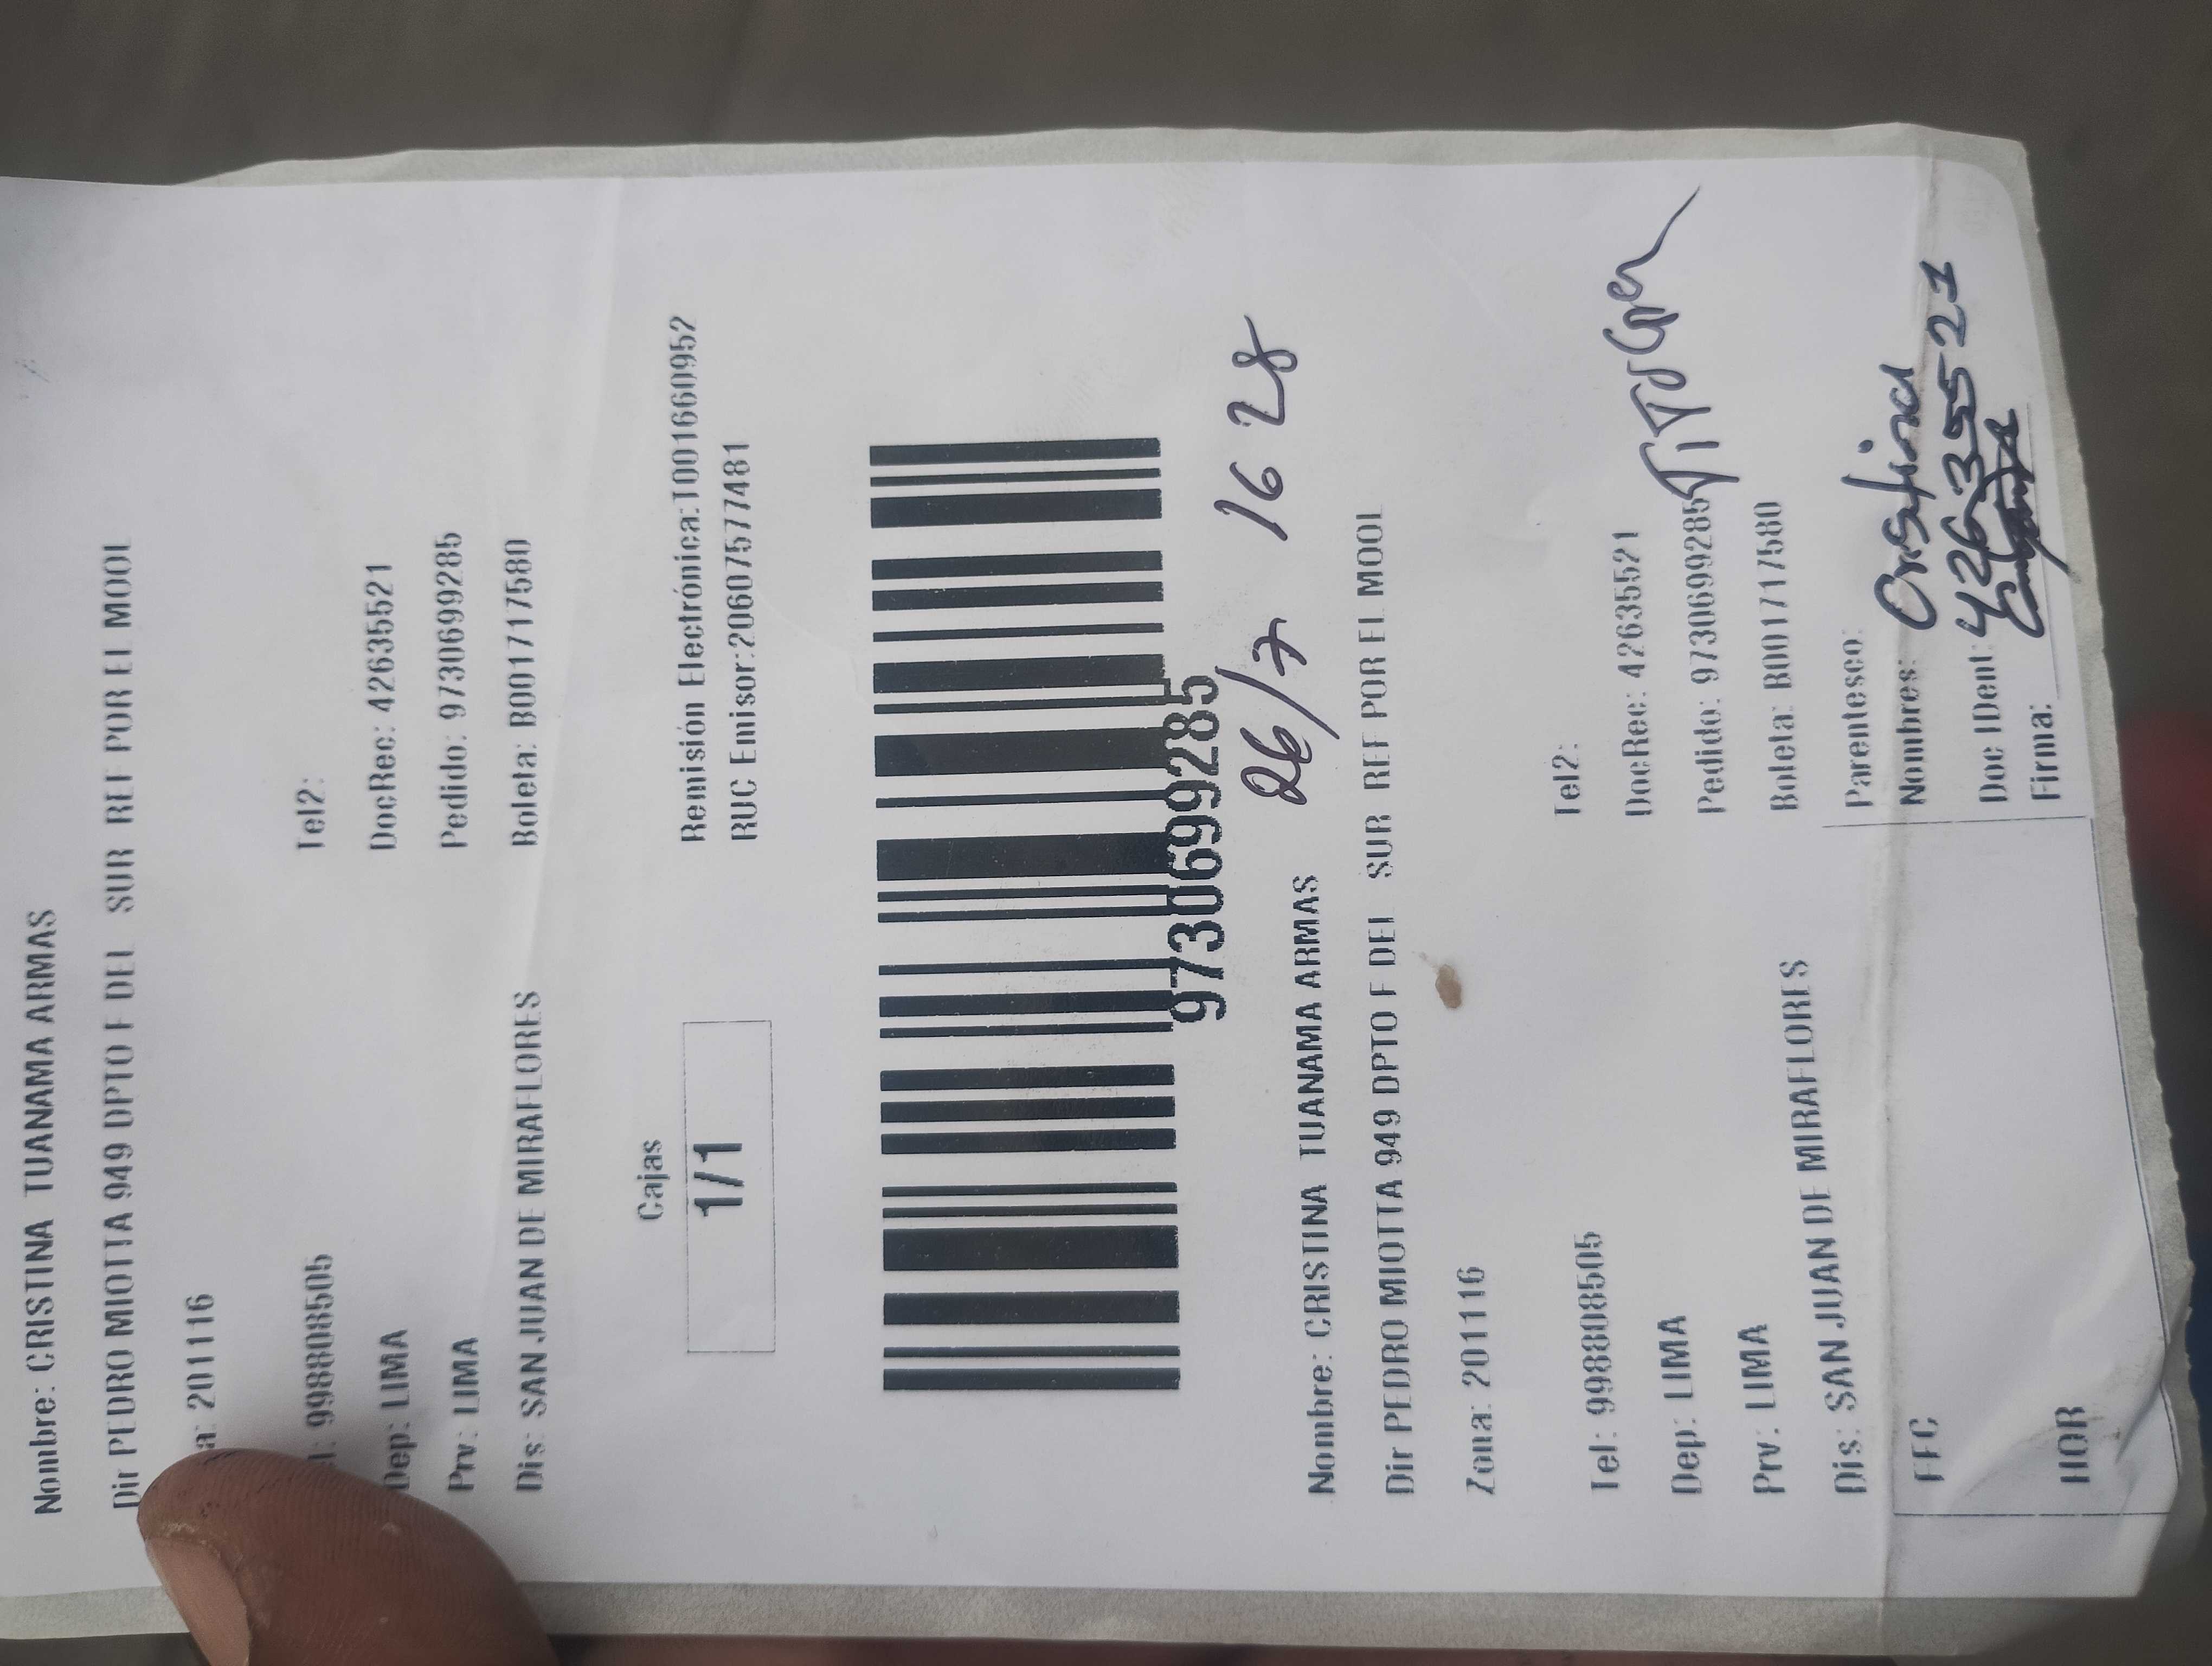 Nombre: CRISTINA TUANAMA ARMAS
Dir PEDRO MIOTTA 949 DPTO F DEL SUR REF POR EL MOOL
a: 201116
l: 998808505 Tel2:
Dep: LIMA DocRec: 42635521
Prv: LIMA Pedido: 97306999285
Dis: SAN JUAN DE MIRAFLORES Boleta: B001717580
Cajas
1/1
Remisión Electrónica:T001660952
RUC Emisor:20607577481
97306999285
26/7 16 28
Nombre: CRISTINA TUANAMA ARMAS
Dir PEDRO MIOTTA 949 DPTO F DEL SUR REF POR EL MOOL
Zona: 201116
Tel: 998808505 Tel2:
Dep: LIMA DocRec: 42635521
Prv: LIMA Pedido: 97306999285
Dis: SAN JUAN DE MIRAFLORES Boleta: B001717580
Parentesco:
FEC Nombres: Cristina
Doc IDent: 42635521
HOR Firma: